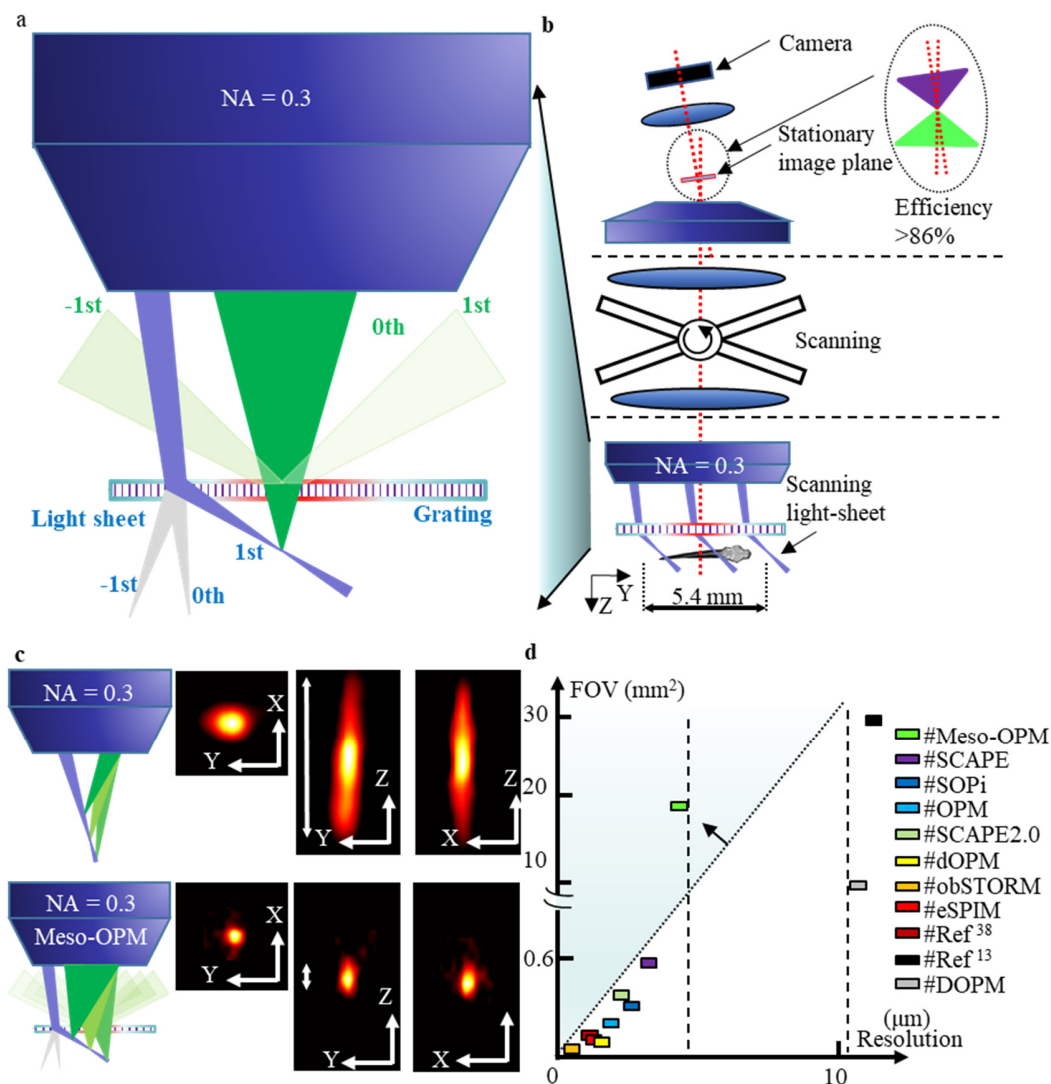 a
NA = 0.3
-1st
0th
1st
Light sheet
Grating
1st
-1st
0th
b
Camera
Stationary
image plane
Efficiency
>86%
Scanning
NA = 0.3
Scanning
light-sheet
Y
Z
5.4 mm
c
NA = 0.3
X
Y
Z
Y
Z
X
NA = 0.3
Meso-OPM
X
Y
Z
Y
Z
X
d
FOV (mm²)
30
20
10
0.6
0
10
(μm)
Resolution
#Meso-OPM
#SCAPE
#SOPi
#OPM
#SCAPE2.0
#dOPM
#obSTORM
#eSPIM
#Ref ³⁸
#Ref ¹³
#DOPM